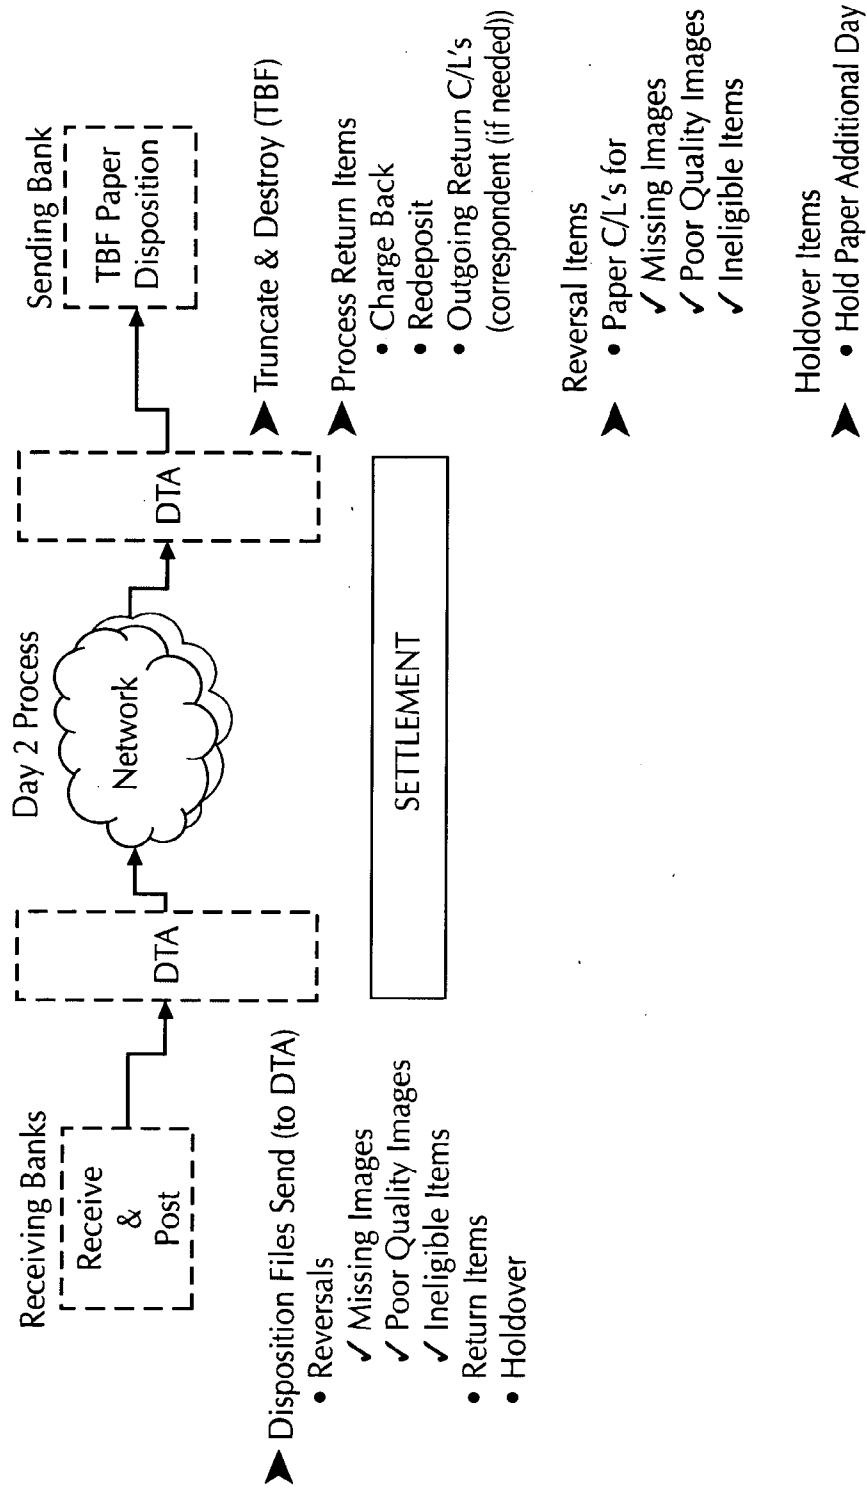 Day 2 Process
Receiving Banks
Receive
&
Post
DTA
Network
DTA
Sending Bank
TBF Paper
Disposition
➤ Disposition Files Send (to DTA)
• Reversals
✓ Missing Images
✓ Poor Quality Images
✓ Ineligible Items
• Return Items
• Holdover
SETTLEMENT
➤ Truncate & Destroy (TBF)
➤ Process Return Items
• Charge Back
• Redeposit
• Outgoing Return C/L's
(correspondent (if needed))
➤ Reversal Items
• Paper C/L's for
✓ Missing Images
✓ Poor Quality Images
✓ Ineligible Items
➤ Holdover Items
• Hold Paper Additional Day